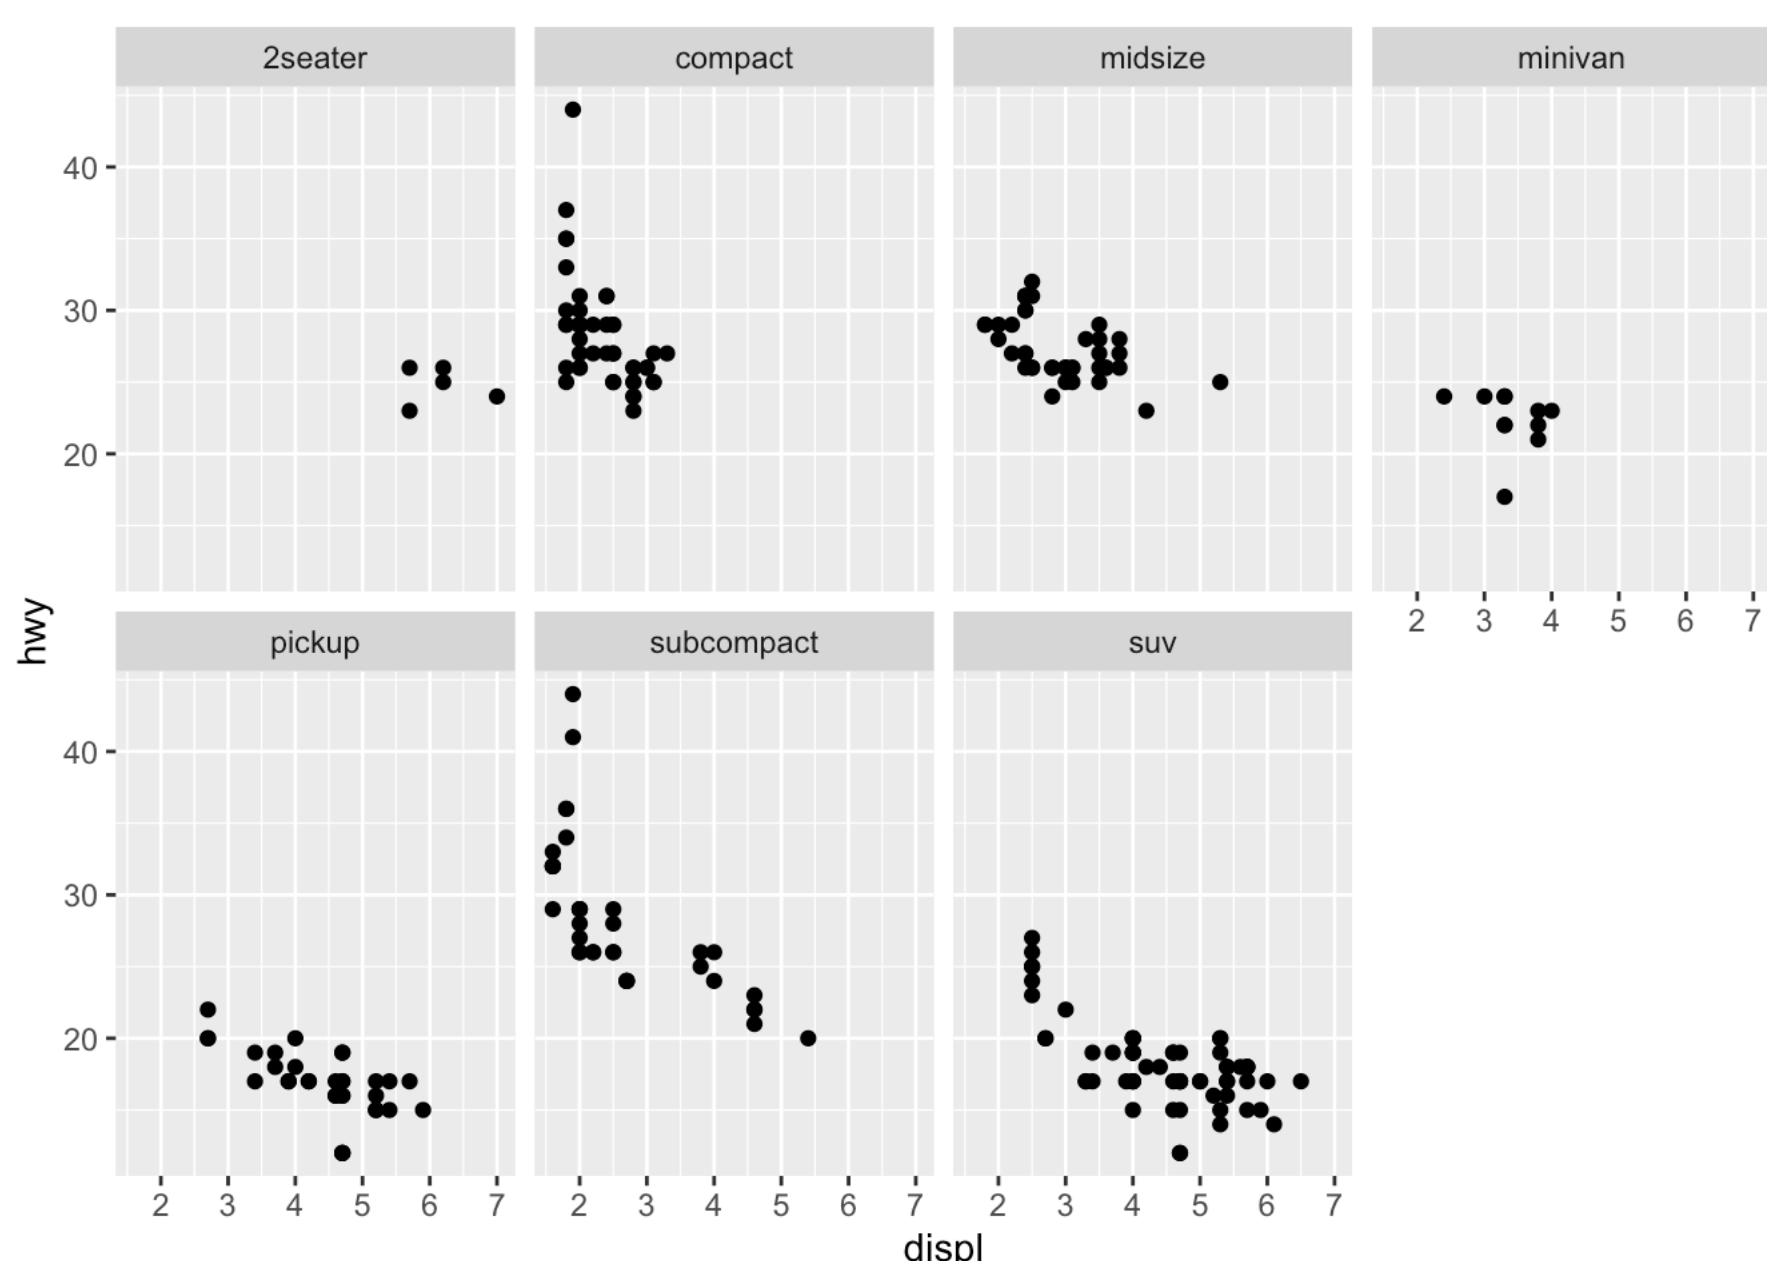 2seater compact midsize minivan
40
30
20
2 3 4 5 6 7
hwy
pickup subcompact suv
40
30
20
2 3 4 5 6 7 2 3 4 5 6 7 2 3 4 5 6 7
displ